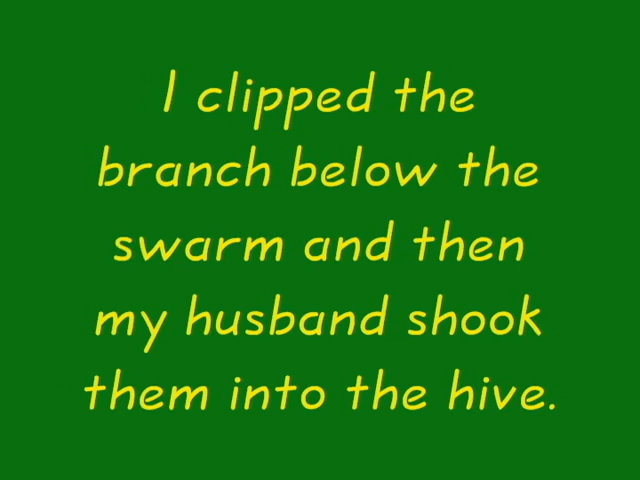 I clipped the
branch below the
swarm and then
my husband shook
them into the hive.